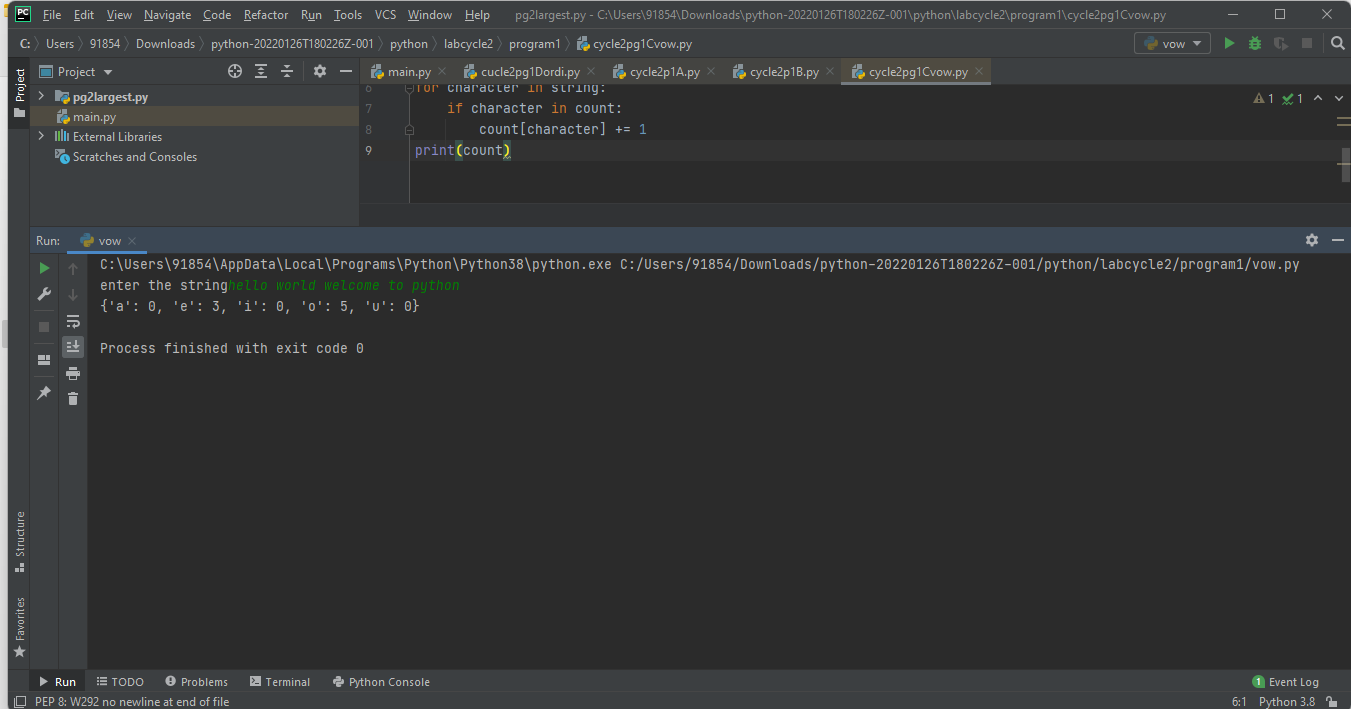 PC File Edit View Navigate Code Refactor Run Tools VCS Window Help pg2largest.py - C:\Users\91854\Downloads\python-20220126T180226Z-001\python\labcycle2\program1\cycle2pg1Cvow.py
C: Users 91854 Downloads python-20220126T180226Z-001 python labcycle2 program1 cycle2pg1Cvow.py vow
Project Project main.py cucle2pg1Dordi.py cycle2p1A.py cycle2p1B.py cycle2pg1Cvow.py
pg2largest.py
main.py
External Libraries
Scratches and Consoles
6 for character in string:
7 if character in count:
8 count[character] += 1
9 print(count)
1 1
Run: vow
C:\Users\91854\AppData\Local\Programs\Python\Python38\python.exe C:/Users/91854/Downloads/python-20220126T180226Z-001/python/labcycle2/program1/vow.py
enter the stringhello world welcome to python
{'a': 0, 'e': 3, 'i': 0, 'o': 5, 'u': 0}
Process finished with exit code 0
Structure
Favorites
Run TODO Problems Terminal Python Console 1 Event Log
PEP 8: W292 no newline at end of file 6:1 Python 3.8